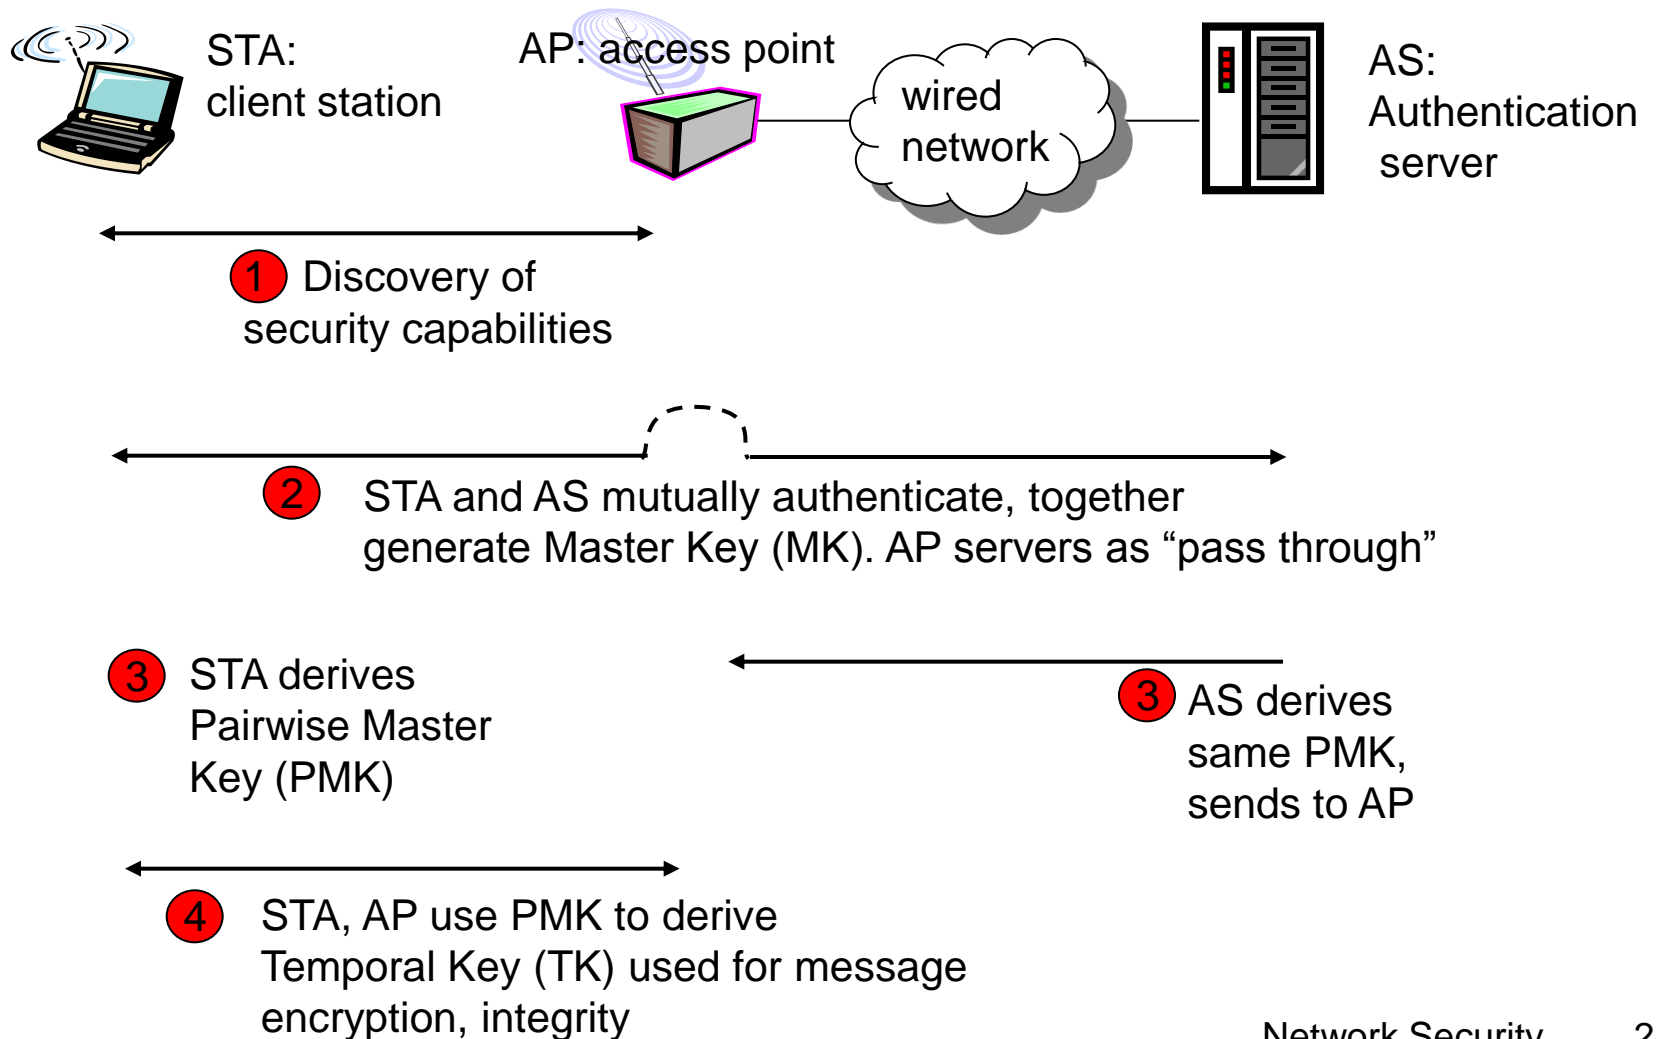 STA:
client station
AP: access point
wired
network
AS:
Authentication
server
1 Discovery of
security capabilities
2 STA and AS mutually authenticate, together
generate Master Key (MK). AP servers as “pass through”
3 STA derives
Pairwise Master
Key (PMK)
3 AS derives
same PMK,
sends to AP
4 STA, AP use PMK to derive
Temporal Key (TK) used for message
encryption, integrity
Network Security 2